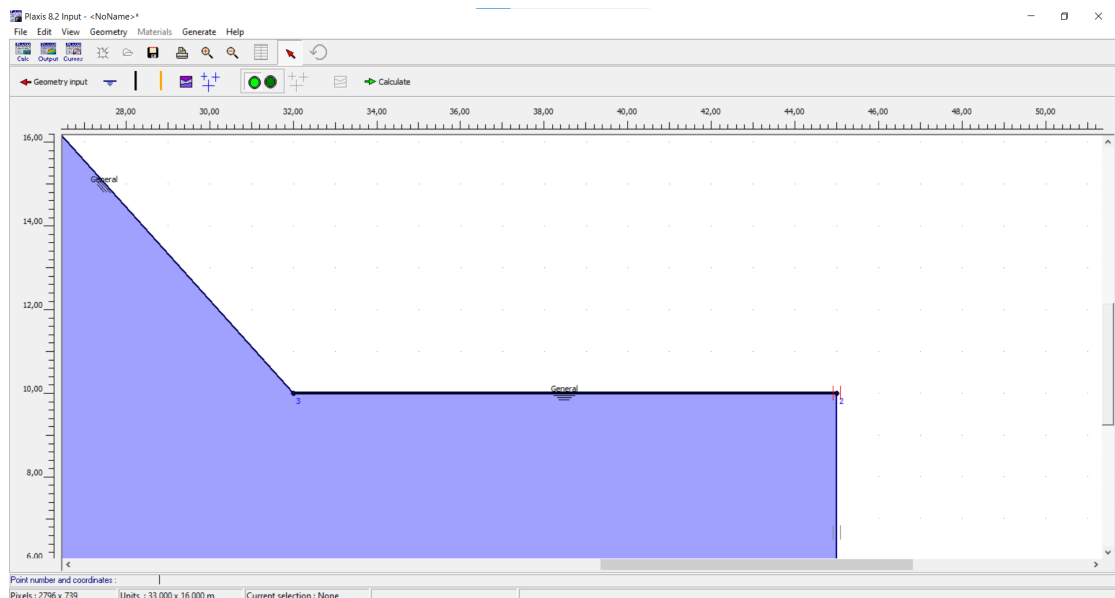 Plaxis 8.2 Input - <NoName>*
File Edit View Geometry Materials Generate Help
Calc Output Curves
Geometry input Calculate
28,00 30,00 32,00 34,00 36,00 38,00 40,00 42,00 44,00 46,00 48,00 50,00
16,00
General
14,00
12,00
10,00
General
3
2
8,00
6,00
Point number and coordinates :
Pixels : 2796 x 739 Units : 33,000 x 16,000 m Current selection : None